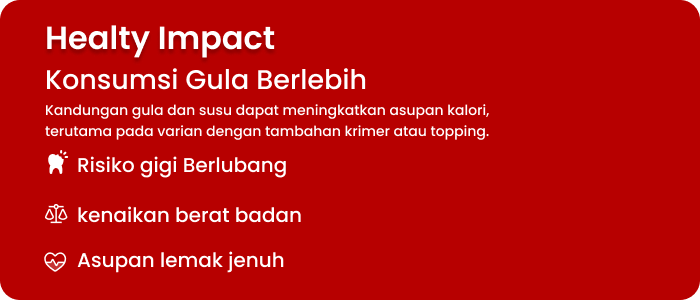 Healty Impact
Konsumsi Gula Berlebih
Kandungan gula dan susu dapat meningkatkan asupan kalori,
terutama pada varian dengan tambahan krimer atau topping.
Risiko gigi Berlubang
kenaikan berat badan
Asupan lemak jenuh